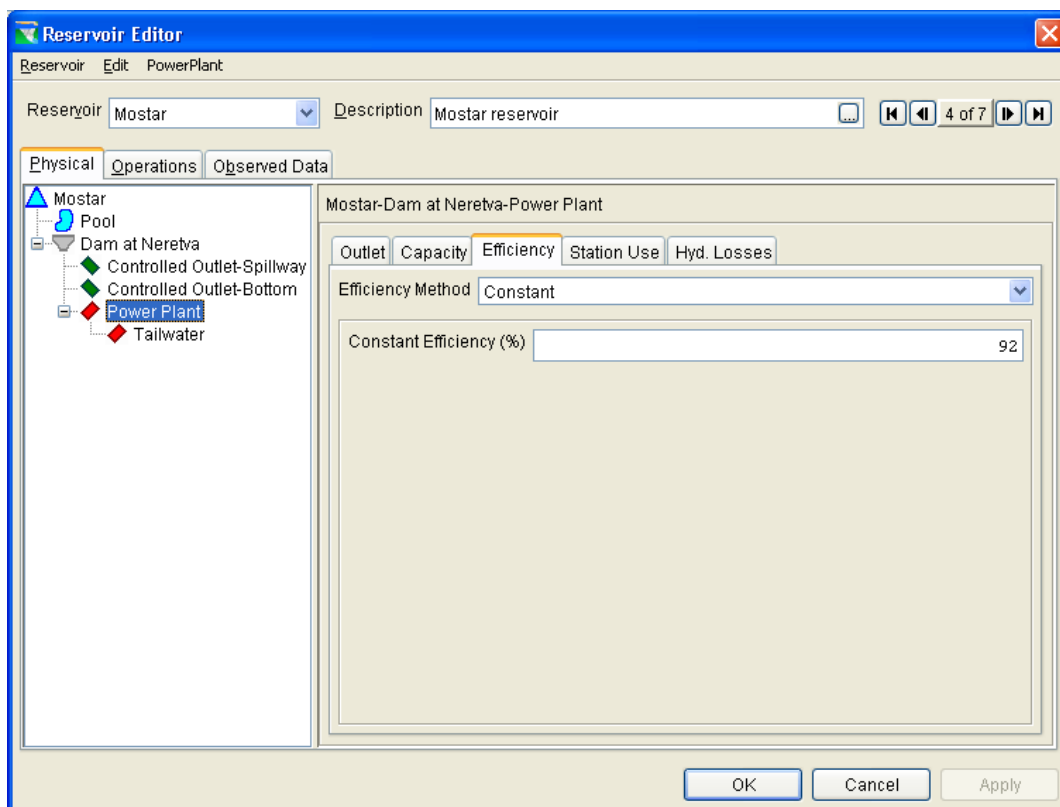 Reservoir Editor
Reservoir Edit PowerPlant
Reservoir Mostar Description Mostar reservoir ... 4 of 7
Physical Operations Observed Data
Mostar
Pool
Dam at Neretva
Controlled Outlet-Spillway
Controlled Outlet-Bottom
Power Plant
Tailwater
Mostar-Dam at Neretva-Power Plant
Outlet Capacity Efficiency Station Use Hyd. Losses
Efficiency Method Constant
Constant Efficiency (%) 92
OK Cancel Apply